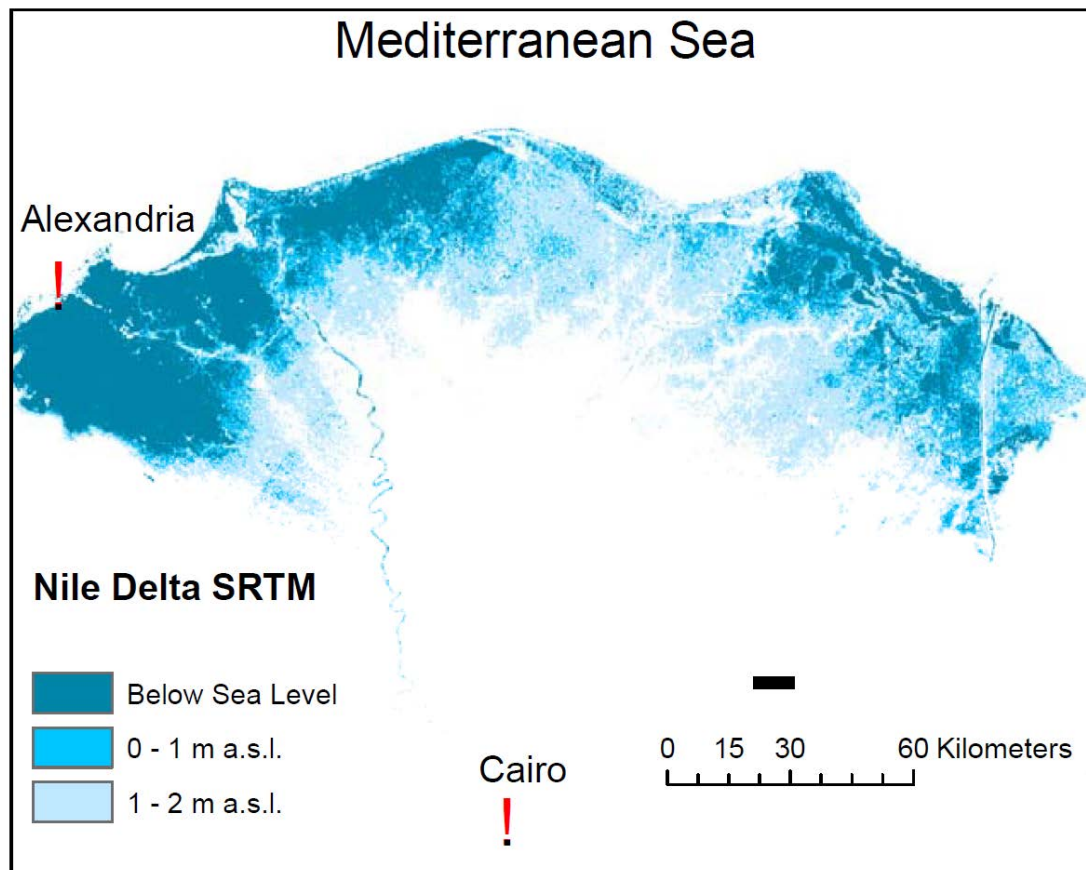 Mediterranean Sea
Alexandria
!
Nile Delta SRTM
Below Sea Level
0 - 1 m a.s.l.
1 - 2 m a.s.l.
Cairo
!
0 15 30 60 Kilometers